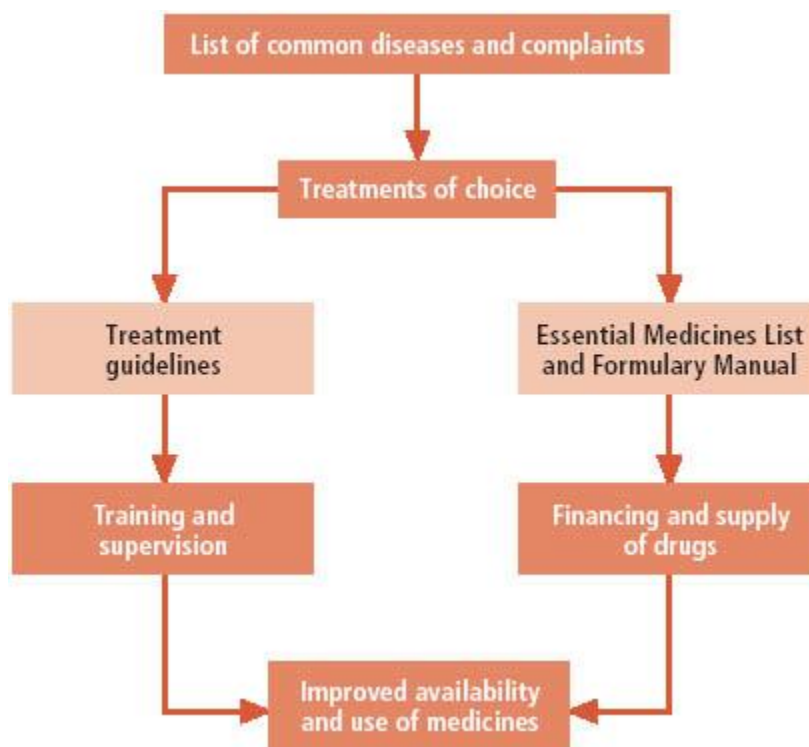 List of common diseases and complaints
Treatments of choice
Treatment
guidelines
Essential Medicines List
and Formulary Manual
Training and
supervision
Financing and supply
of drugs
Improved availability
and use of medicines